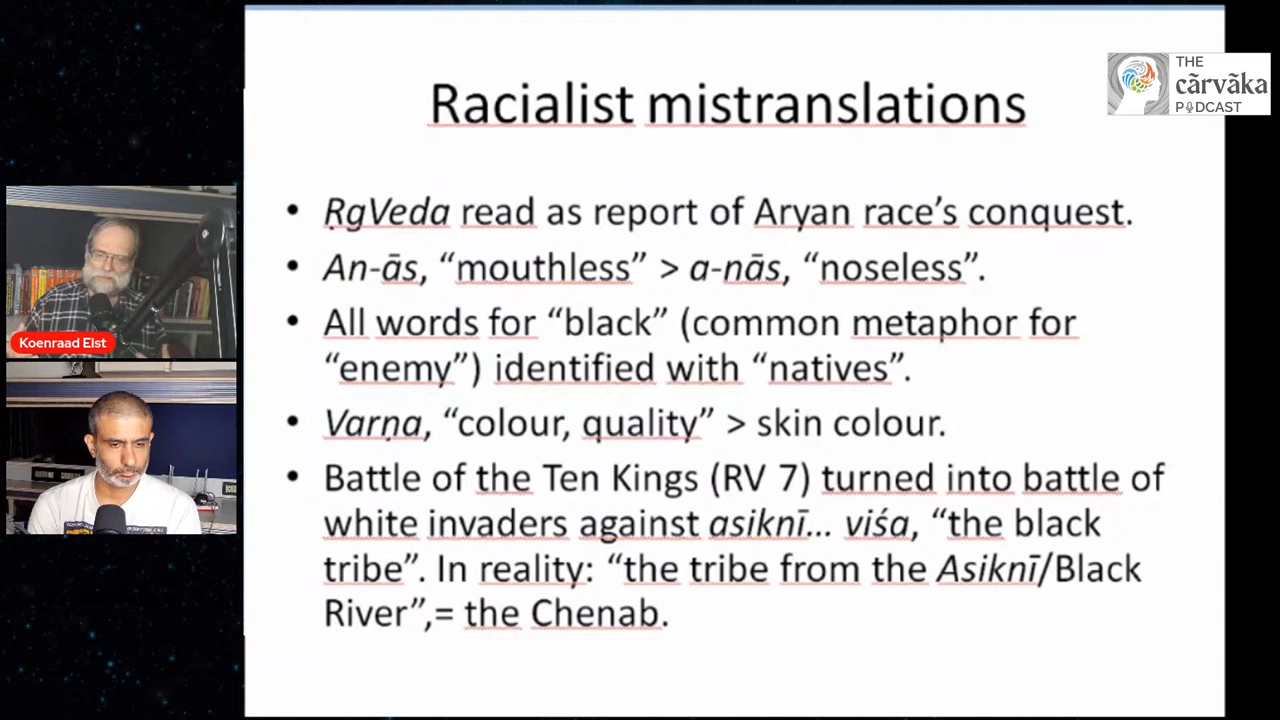 Racialist mistranslations
THE
cārvāka
PODCAST
• ṚgVeda read as report of Aryan race’s conquest.
• An-ās, “mouthless” > a-nās, “noseless”.
• All words for “black” (common metaphor for
“enemy”) identified with “natives”.
• Varṇa, “colour, quality” > skin colour.
• Battle of the Ten Kings (RV 7) turned into battle of
white invaders against asiknī… viśa, “the black
tribe”. In reality: “the tribe from the Asiknī/Black
River”,= the Chenab.
Koenraad Elst